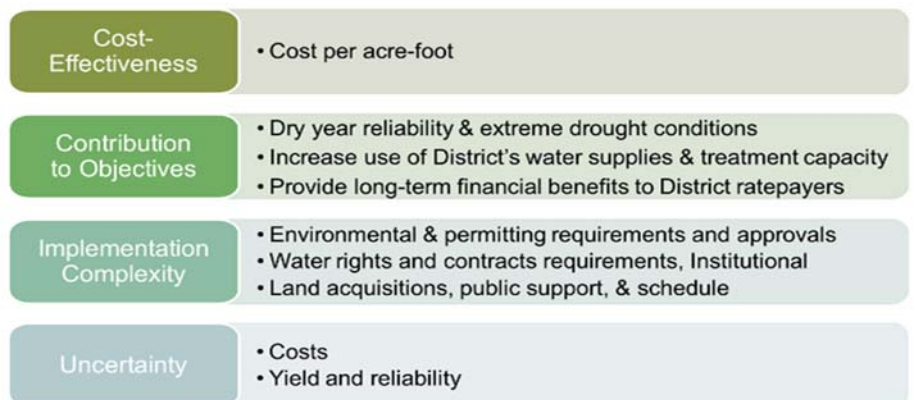 Cost-
Effectiveness
• Cost per acre-foot
Contribution
to Objectives
• Dry year reliability & extreme drought conditions
• Increase use of District's water supplies & treatment capacity
• Provide long-term financial benefits to District ratepayers
Implementation
Complexity
• Environmental & permitting requirements and approvals
• Water rights and contracts requirements, Institutional
• Land acquisitions, public support, & schedule
Uncertainty
• Costs
• Yield and reliability